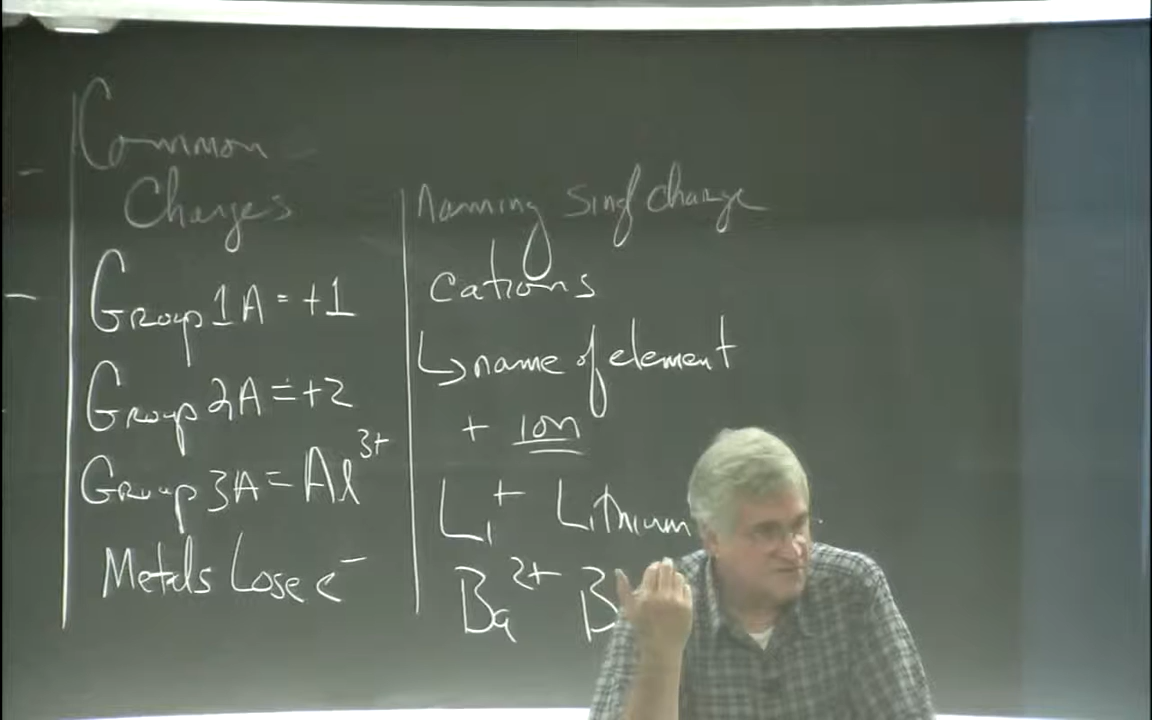 Common
Charges
Group 1A = +1
Group 2A = +2
Group 3A = Al³⁺
Metals Lose e⁻
Naming sing charge
cations
↳ name of element
+ ion
Li⁺ Lithium
Ba²⁺ B